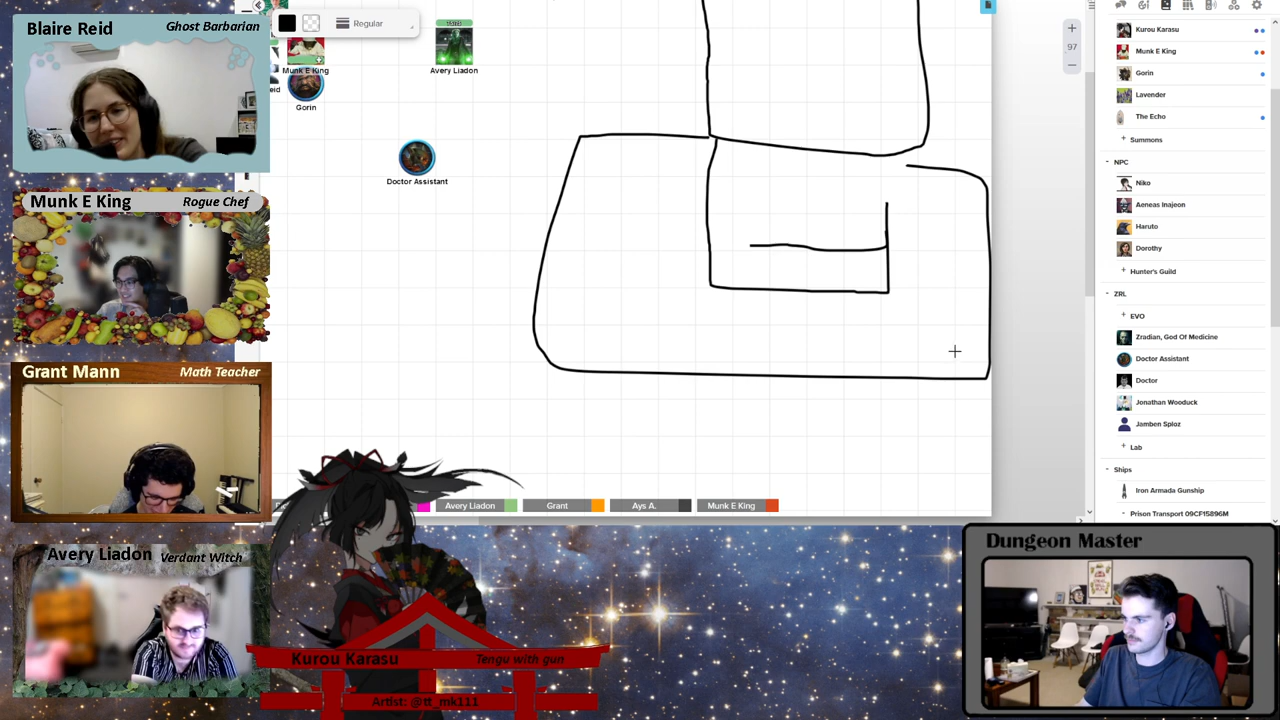 Blaire Reid
Ghost Barbarian
Munk E King
Rogue Chef
Grant Mann
Math Teacher
Avery Liadon
Verdant Witch
Regular
Munk E King
eid
Gorin
Avery Liadon
Doctor Assistant
97
Avery Liadon
Grant
Ays A.
Munk E King
Kurou Karasu
Tengu with gun
Artist: @tt_mk111
Dungeon Master
Kurou Karasu
Munk E King
Gorin
Lavender
The Echo
+ Summons
- NPC
Niko
Aeneas Inajeon
Haruto
Dorothy
+ Hunter's Guild
- ZRL
+ EVO
Zradian, God Of Medicine
Doctor Assistant
Doctor
Jonathan Wooduck
Jamben Sploz
+ Lab
- Ships
Iron Armada Gunship
- Prison Transport 09CF15896M